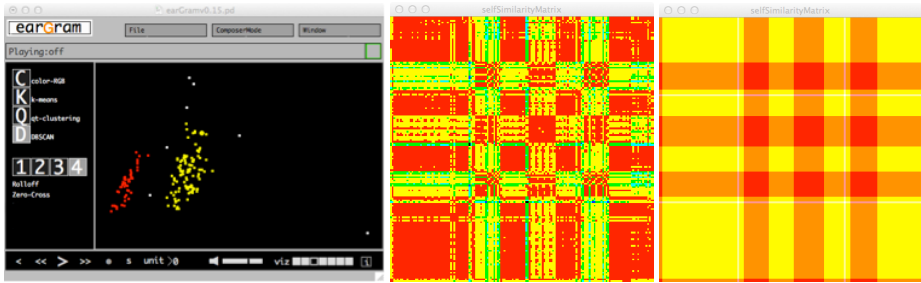 earGramv0.15.pd
earGram
File
ComposerMode
Window
Playing:off
C color-RGB
K k-means
Q qt-clustering
D DBSCAN
1 2 3 4
Rolloff
Zero-Cross
< << > >> s unit >0 viz i
selfSimilarityMatrix
selfSimilarityMatrix